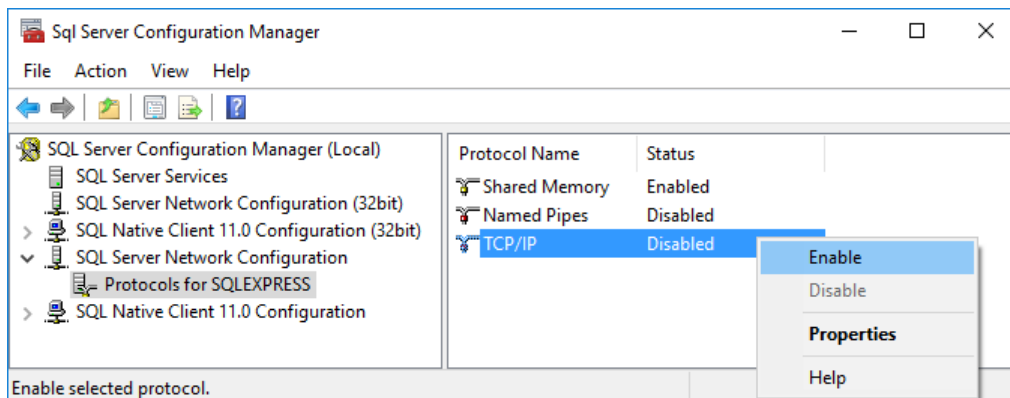 Sql Server Configuration Manager
File Action View Help
SQL Server Configuration Manager (Local)
SQL Server Services
SQL Server Network Configuration (32bit)
SQL Native Client 11.0 Configuration (32bit)
SQL Server Network Configuration
Protocols for SQLEXPRESS
SQL Native Client 11.0 Configuration
Protocol Name Status
Shared Memory Enabled
Named Pipes Disabled
TCP/IP Disabled
Enable
Disable
Properties
Help
Enable selected protocol.